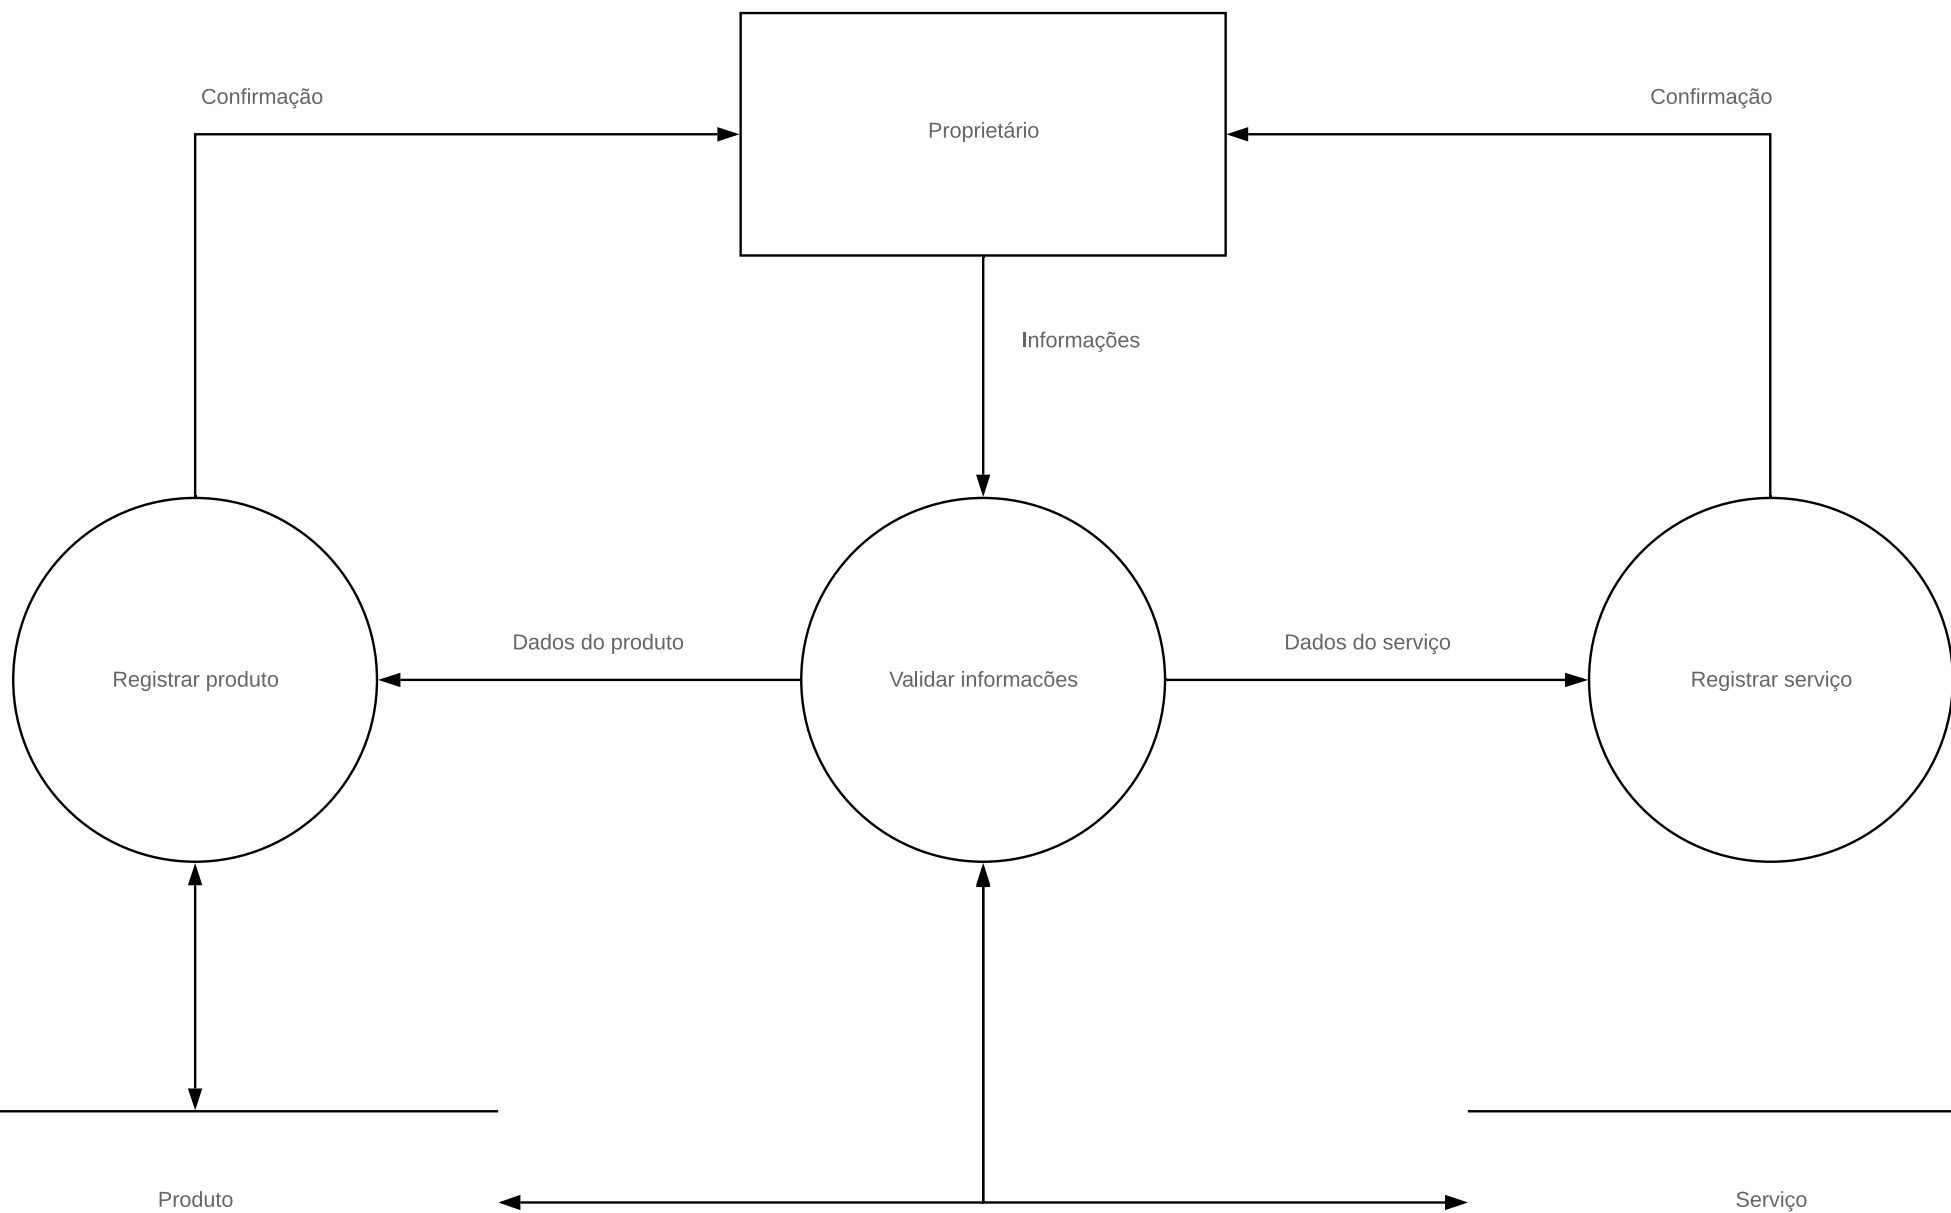 Confirmação
Confirmação
Proprietário
Informações
Dados do produto
Dados do serviço
Registrar produto
Validar informacões
Registrar serviço
Produto
Serviço